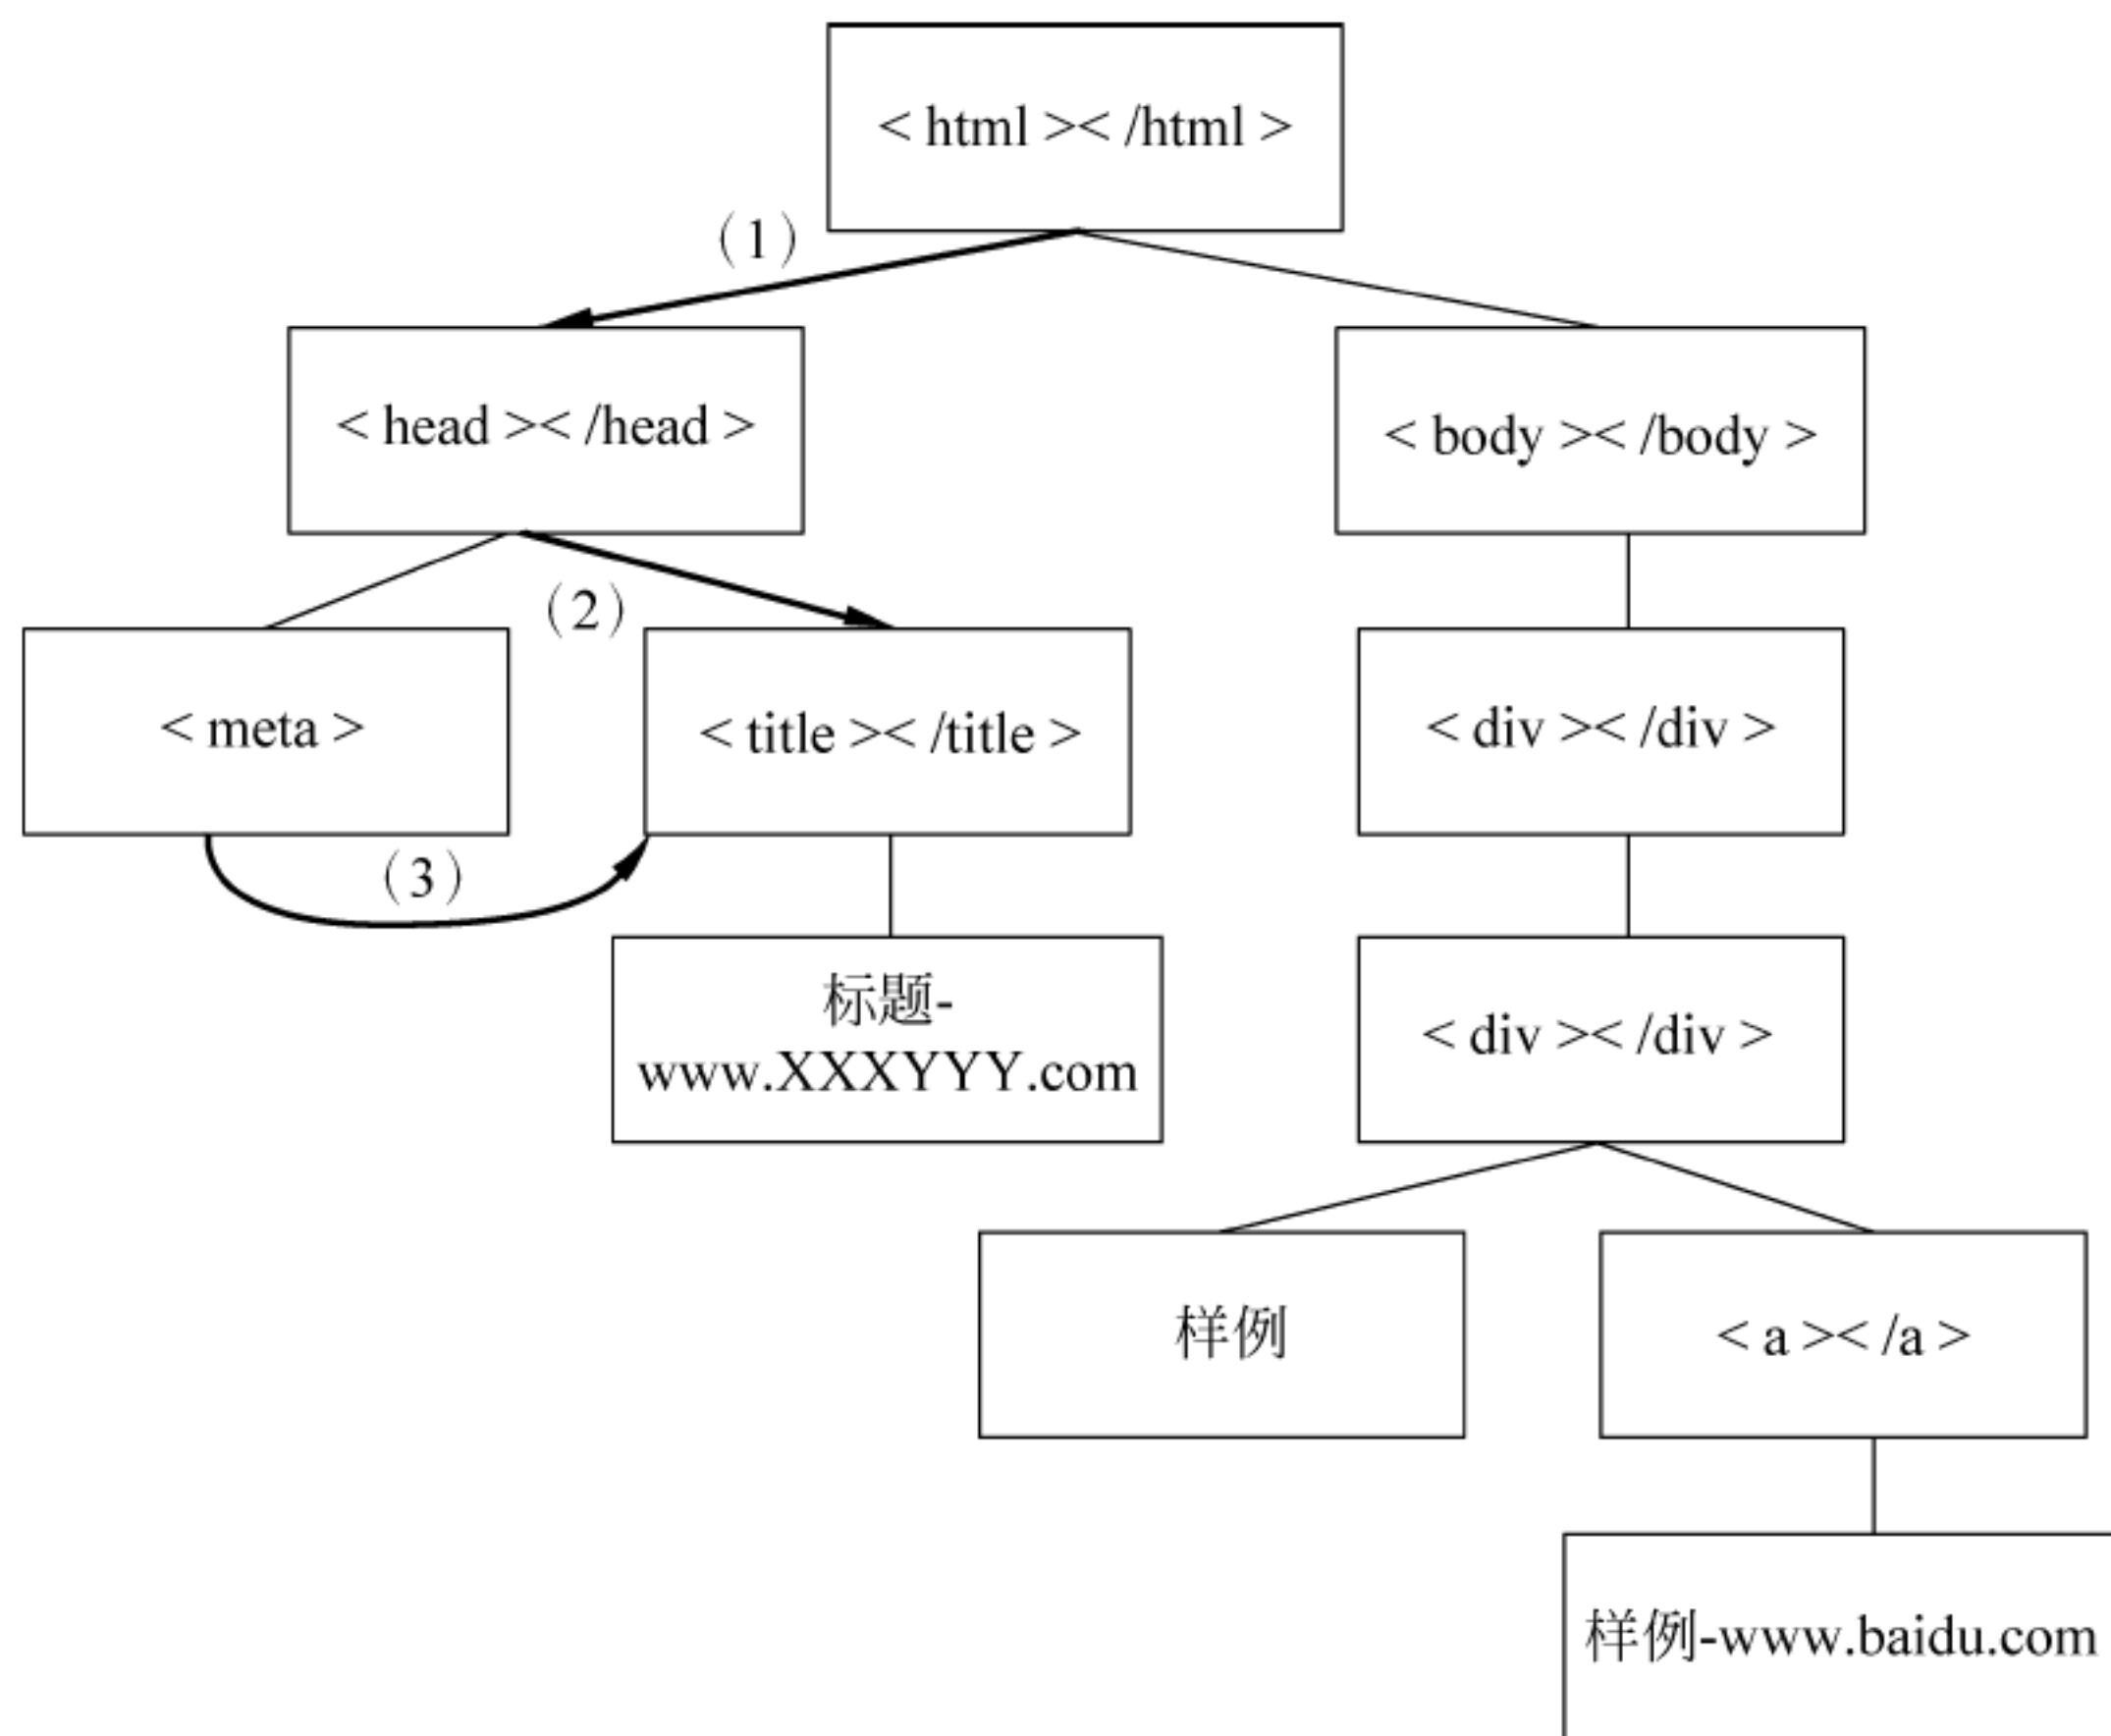 < html >< /html >
（1）
< head >< /head >
< body >< /body >
（2）
< meta >
< title >< /title >
< div >< /div >
（3）
标题-
www.XXXYYY.com
< div >< /div >
样例
< a >< /a >
样例-www.baidu.com